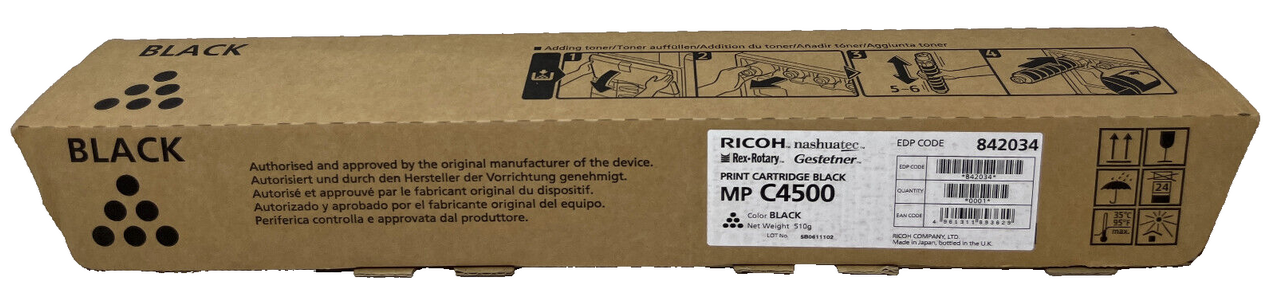 BLACK
Adding toner/Toner auffüllen/Addition du toner/Añadir tóner/Aggiunta toner
1
2
3
5–6
4
BLACK
Authorised and approved by the original manufacturer of the device.
Autorisiert und durch den Hersteller der Vorrichtung genehmigt.
Autorisé et approuvé par le fabricant original du dispositif.
Autorizado y aprobado por el fabricante original del equipo.
Periferica controlla e approvata dal produttore.
RICOH nashuatec
Rex-Rotary Gestetner
PRINT CARTRIDGE BLACK
MP C4500
Color BLACK
Net Weight 510g
LOT No. SB0611102
EDP CODE 842034
EDP CODE
*842034*
QUANTITY
*0001*
EAN CODE
RICOH COMPANY, LTD
Made in Japan, bottled in the U.K.
24
35°C
95°F
max.